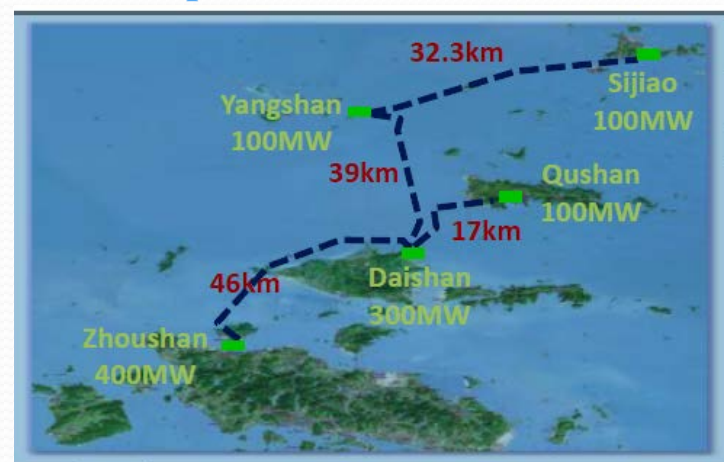 32.3km
Sijiao
100MW
Yangshan
100MW
39km
Qushan
100MW
17km
Daishan
300MW
46km
Zhoushan
400MW